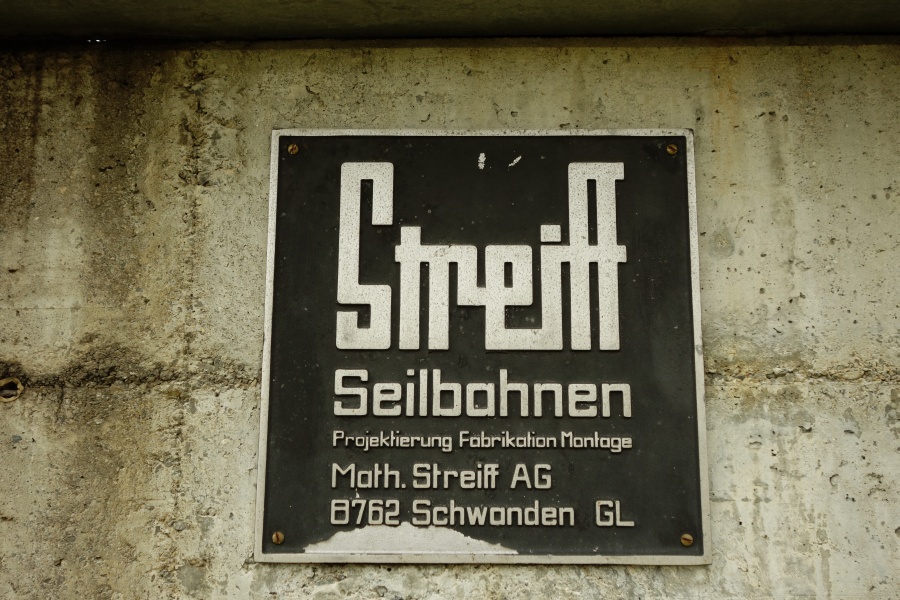 Streiff
Seilbahnen
Projektierung Fabrikation Montage
Math. Streiff AG
8762 Schwanden GL